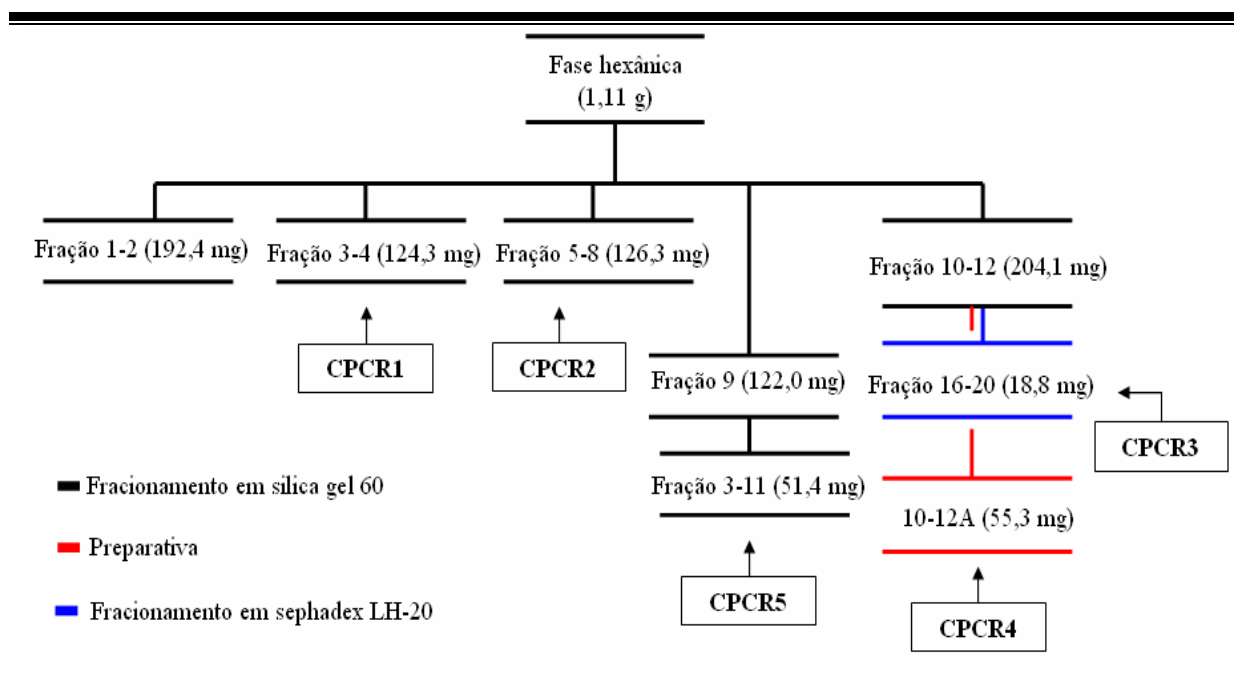 Fase hexânica
(1,11 g)
Fração 1-2 (192,4 mg)
Fração 3-4 (124,3 mg)
Fração 5-8 (126,3 mg)
Fração 10-12 (204,1 mg)
CPCR1
CPCR2
Fração 9 (122,0 mg)
Fração 16-20 (18,8 mg)
CPCR3
Fração 3-11 (51,4 mg)
10-12A (55,3 mg)
CPCR5
CPCR4
Fracionamento em silica gel 60
Preparativa
Fracionamento em sephadex LH-20